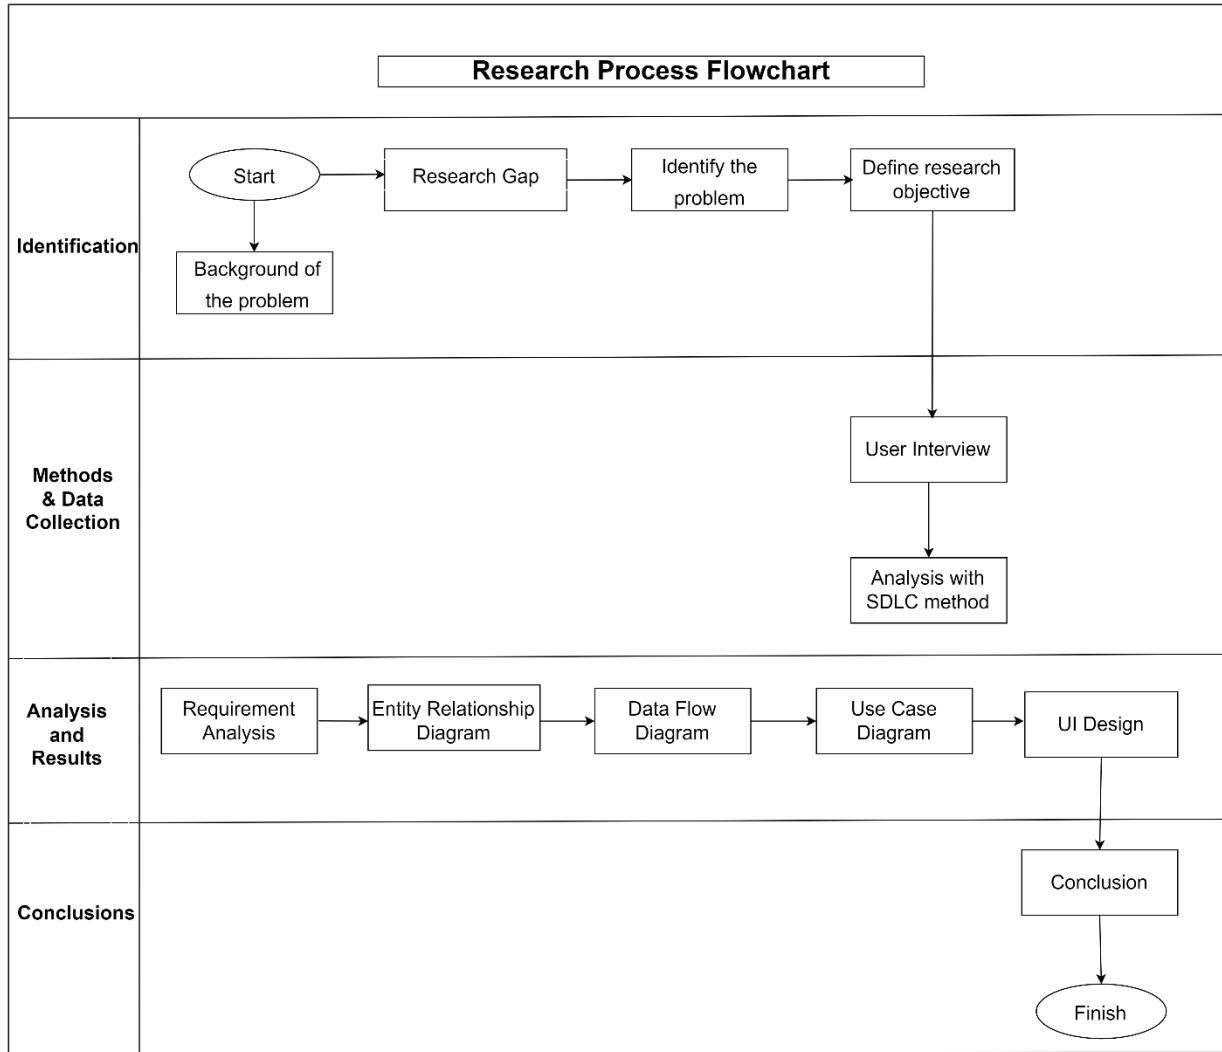 Research Process Flowchart
Identification
Start
Research Gap
Identify the
problem
Define research
objective
Background of
the problem
Methods
& Data
Collection
User Interview
Analysis with
SDLC method
Analysis
and
Results
Requirement
Analysis
Entity Relationship
Diagram
Data Flow
Diagram
Use Case
Diagram
UI Design
Conclusions
Conclusion
Finish